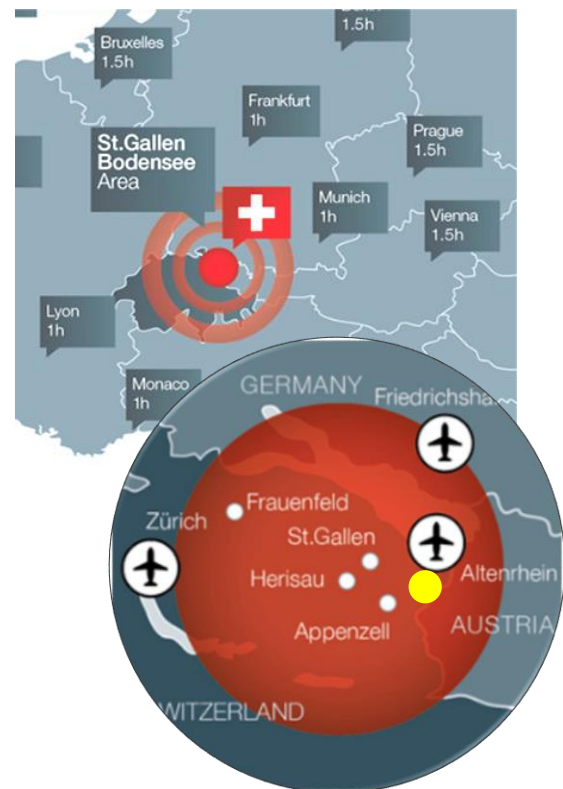 Bruxelles
1.5h
1.5h
Frankfurt
1h
St.Gallen
Bodensee
Area
Prague
1.5h
Munich
1h
Vienna
1.5h
Lyon
1h
Monaco
1h
GERMANY
Friedrichsha
Frauenfeld
Zürich
St.Gallen
Herisau
Altenrhein
Appenzell
AUSTRIA
WITZERLAND